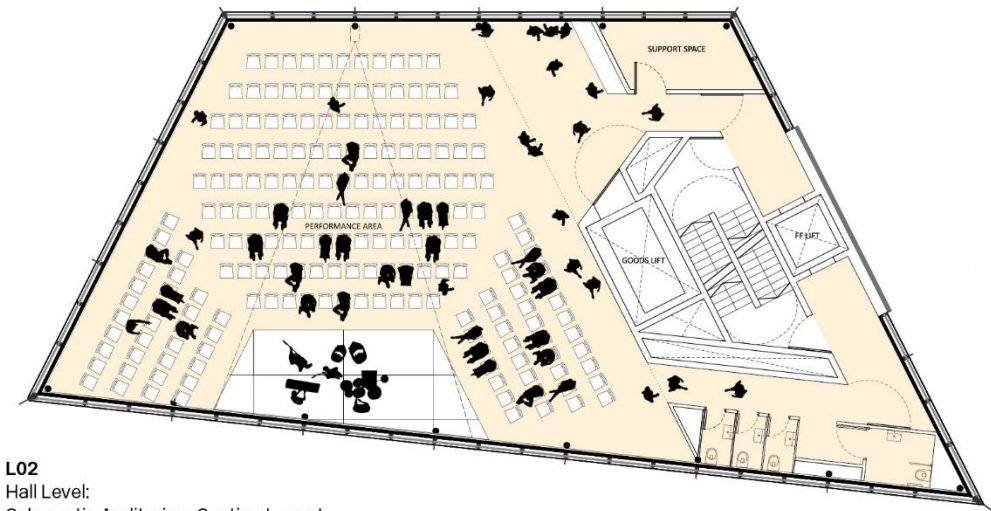 SUPPORT SPACE
PERFORMANCE AREA
GOODS LIFT
FF LIFT
L02
Hall Level: